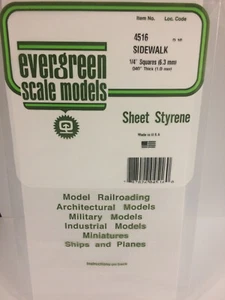 Item No. Loc. Code
4516
SIDEWALK
1/4" Squares (6.3 mm)
.040" Thick (1.0 mm)
evergreen
scale models
Sheet Styrene
Made in U.S.A.
Model Railroading
Architectural Models
Military Models
Industrial Models
Miniatures
Ships and Planes